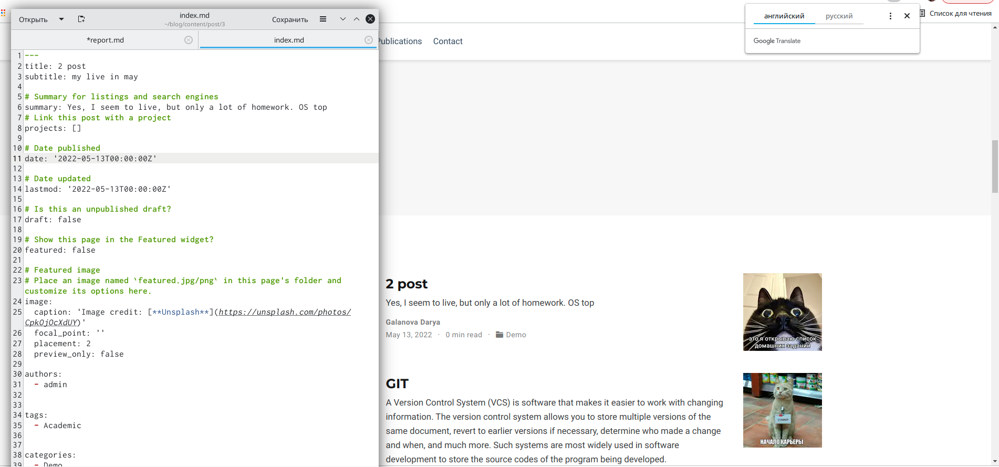 Открыть
index.md
~/blog/content/post/3
Сохранить
*report.md
index.md
1 ---
2 title: 2 post
3 subtitle: my live in may
4
5 # Summary for listings and search engines
6 summary: Yes, I seem to live, but only a lot of homework. OS top
7 # Link this post with a project
8 projects: []
9
10 # Date published
11 date: '2022-05-13T00:00:00Z'
12
13 # Date updated
14 lastmod: '2022-05-13T00:00:00Z'
15
16 # Is this an unpublished draft?
17 draft: false
18
19 # Show this page in the Featured widget?
20 featured: false
21
22 # Featured image
23 # Place an image named `featured.jpg/png` in this page's folder and
customize its options here.
24 image:
25   caption: 'Image credit: [**Unsplash**](https://unsplash.com/photos/
CpkOjOcXdUY)'
26   focal_point: ''
27   placement: 2
28   preview_only: false
29
30 authors:
31   - admin
32
33
34 tags:
35   - Academic
36
37
38 categories:
39   - Demo
Publications Contact
английский русский
Google Translate
Список для чтения
2 post
Yes, I seem to live, but only a lot of homework. OS top
Galanova Darya
May 13, 2022 · 0 min read · Demo
это я открываю список
домашних заданий
GIT
A Version Control System (VCS) is software that makes it easier to work with changing
information. The version control system allows you to store multiple versions of the
same document, revert to earlier versions if necessary, determine who made a change
and when, and much more. Such systems are most widely used in software
development to store the source codes of the program being developed.
СТАЖЕР
НАЧАЛО КАРЬЕРЫ